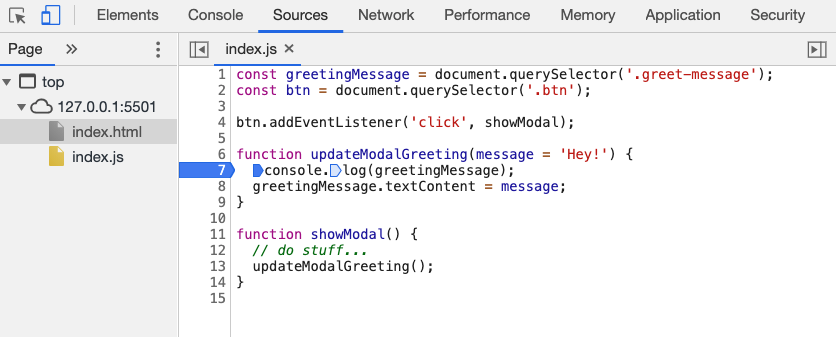 Elements Console Sources Network Performance Memory Application Security
Page » index.js ×
top
127.0.0.1:5501
index.html
index.js
1 const greetingMessage = document.querySelector('.greet-message');
2 const btn = document.querySelector('.btn');
3
4 btn.addEventListener('click', showModal);
5
6 function updateModalGreeting(message = 'Hey!') {
7 console.log(greetingMessage);
8 greetingMessage.textContent = message;
9 }
10
11 function showModal() {
12 // do stuff...
13 updateModalGreeting();
14 }
15